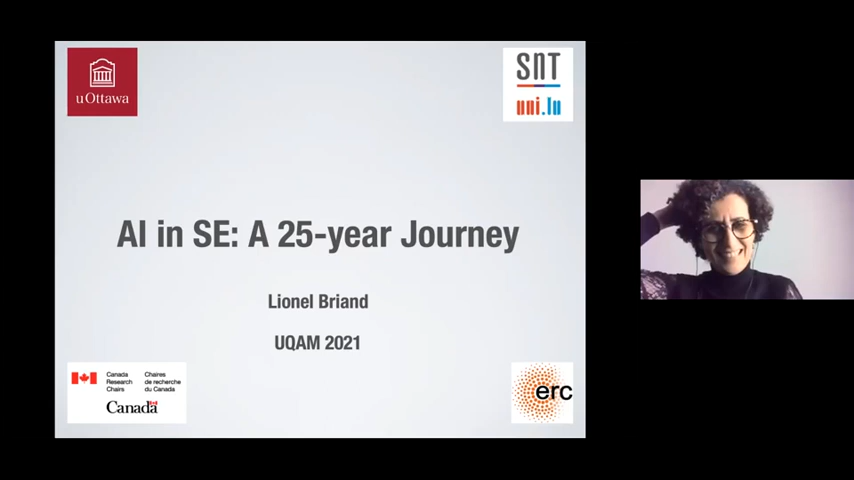 uOttawa
SNT
uni.lu
AI in SE: A 25-year Journey
Lionel Briand
UQAM 2021
Canada Research Chairs
Chaires de recherche du Canada
Canada
erc